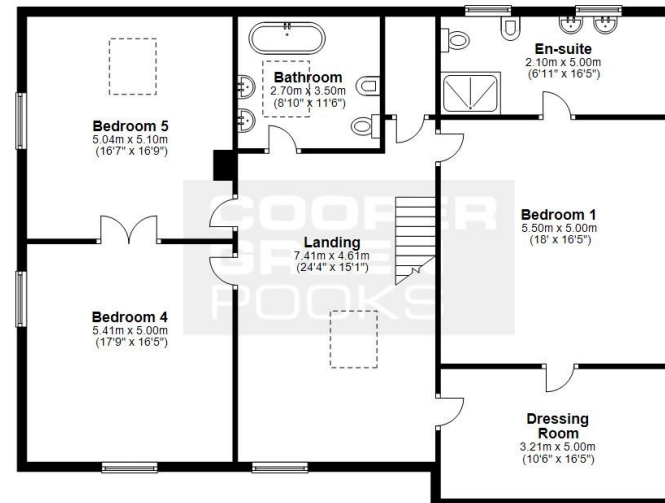 En-suite
2.10m x 5.00m
(6'11" x 16'5")
Bathroom
2.70m x 3.50m
(8'10" x 11'6")
Bedroom 5
5.04m x 5.10m
(16'7" x 16'9")
COOPER
GREEN
POOKS
Landing
7.41m x 4.61m
(24'4" x 15'1")
Bedroom 1
5.50m x 5.00m
(18' x 16'5")
Bedroom 4
5.41m x 5.00m
(17'9" x 16'5")
Dressing
Room
3.21m x 5.00m
(10'6" x 16'5")